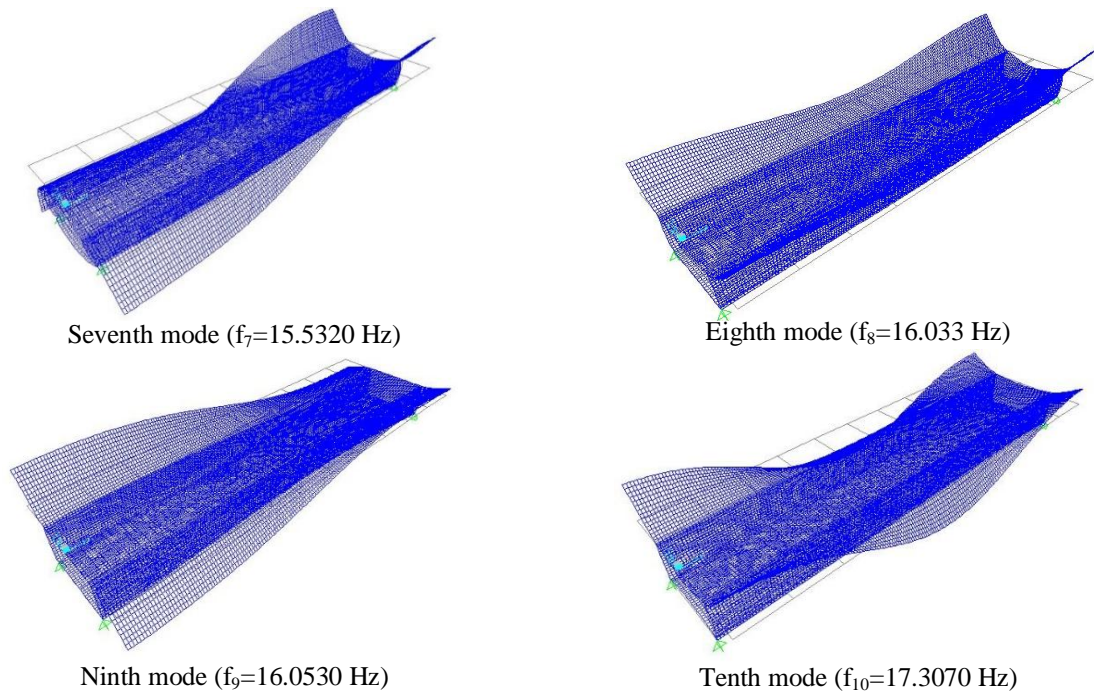 Seventh mode (f₇=15.5320 Hz)
Eighth mode (f₈=16.033 Hz)
Ninth mode (f₉=16.0530 Hz)
Tenth mode (f₁₀=17.3070 Hz)